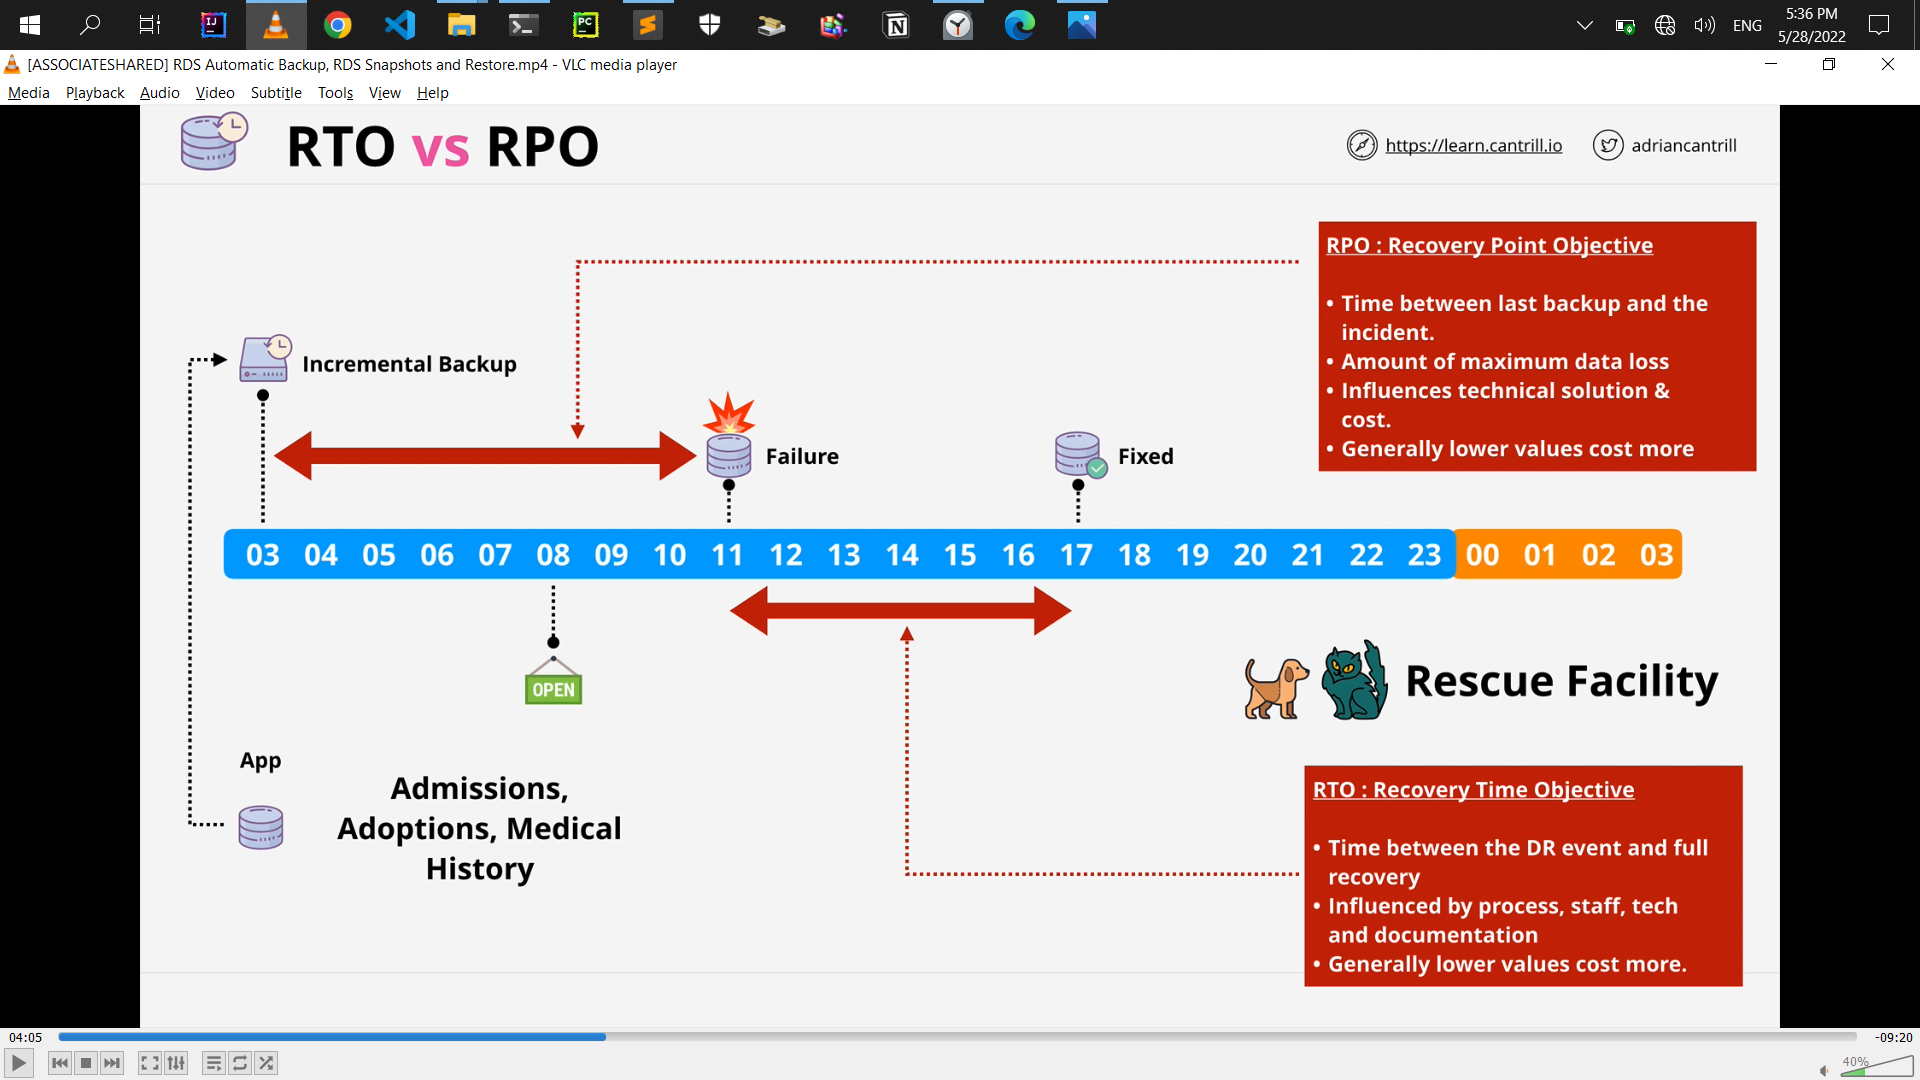 ENG
5:36 PM
5/28/2022
[ASSOCIATESHARED] RDS Automatic Backup, RDS Snapshots and Restore.mp4 - VLC media player
Media Playback Audio Video Subtitle Tools View Help
RTO vs RPO
https://learn.cantrill.io
adriancantrill
RPO : Recovery Point Objective
• Time between last backup and the
incident.
• Amount of maximum data loss
• Influences technical solution &
cost.
• Generally lower values cost more
Incremental Backup
Failure
Fixed
03 04 05 06 07 08 09 10 11 12 13 14 15 16 17 18 19 20 21 22 23 00 01 02 03
OPEN
Rescue Facility
App
Admissions,
Adoptions, Medical
History
RTO : Recovery Time Objective
• Time between the DR event and full
recovery
• Influenced by process, staff, tech
and documentation
• Generally lower values cost more.
04:05
-09:20
40%